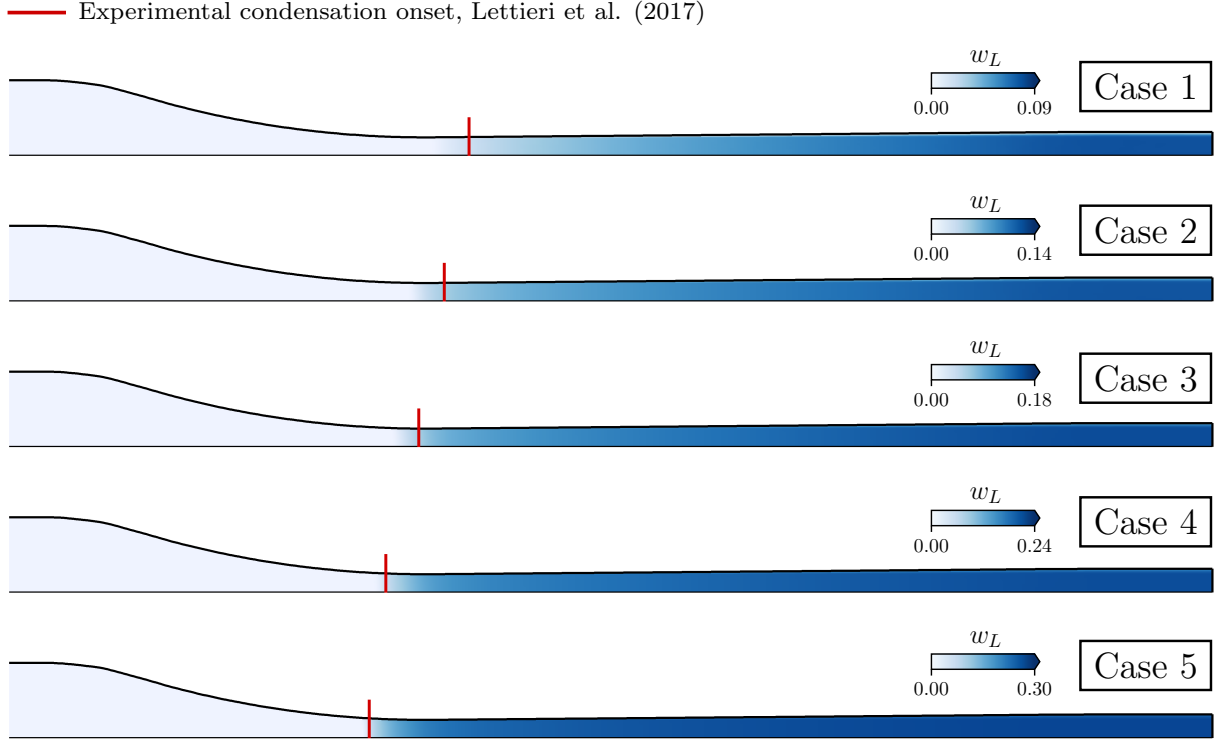 Experimental condensation onset, Lettieri et al. (2017)
w_L
0.00 0.09
Case 1
w_L
0.00 0.14
Case 2
w_L
0.00 0.18
Case 3
w_L
0.00 0.24
Case 4
w_L
0.00 0.30
Case 5